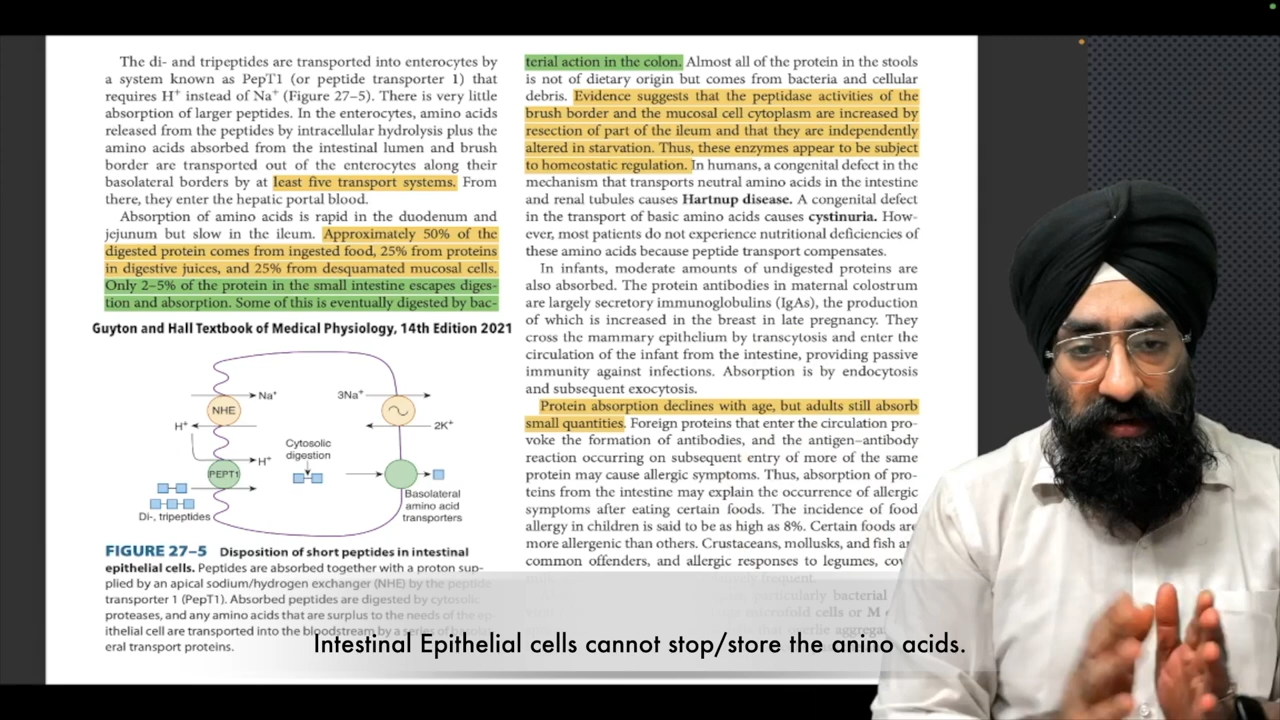 The di- and tripeptides are transported into enterocytes by
a system known as PepT1 (or peptide transporter 1) that
requires H⁺ instead of Na⁺ (Figure 27–5). There is very little
absorption of larger peptides. In the enterocytes, amino acids
released from the peptides by intracellular hydrolysis plus the
amino acids absorbed from the intestinal lumen and brush
border are transported out of the enterocytes along their
basolateral borders by at least five transport systems. From
there, they enter the hepatic portal blood.
Absorption of amino acids is rapid in the duodenum and
jejunum but slow in the ileum. Approximately 50% of the
digested protein comes from ingested food, 25% from proteins
in digestive juices, and 25% from desquamated mucosal cells.
Only 2–5% of the protein in the small intestine escapes diges-
tion and absorption. Some of this is eventually digested by bac-
Guyton and Hall Textbook of Medical Physiology, 14th Edition 2021
NHE
Na⁺
H⁺
H⁺
PEPT1
Di-, tripeptides
Cytosolic
digestion
3Na⁺
2K⁺
Basolateral
amino acid
transporters
FIGURE 27–5 Disposition of short peptides in intestinal
epithelial cells. Peptides are absorbed together with a proton sup-
plied by an apical sodium/hydrogen exchanger (NHE) by the peptide
transporter 1 (PepT1). Absorbed peptides are digested by cytosolic
proteases, and any amino acids that are surplus to the needs of the ep-
ithelial cell are transported into the bloodstream by a series of
eral transport proteins.
terial action in the colon. Almost all of the protein in the stools
is not of dietary origin but comes from bacteria and cellular
debris. Evidence suggests that the peptidase activities of the
brush border and the mucosal cell cytoplasm are increased by
resection of part of the ileum and that they are independently
altered in starvation. Thus, these enzymes appear to be subject
to homeostatic regulation. In humans, a congenital defect in the
mechanism that transports neutral amino acids in the intestine
and renal tubules causes Hartnup disease. A congenital defect
in the transport of basic amino acids causes cystinuria. How-
ever, most patients do not experience nutritional deficiencies of
these amino acids because peptide transport compensates.
In infants, moderate amounts of undigested proteins are
also absorbed. The protein antibodies in maternal colostrum
are largely secretory immunoglobulins (IgAs), the production
of which is increased in the breast in late pregnancy. They
cross the mammary epithelium by transcytosis and enter the
circulation of the infant from the intestine, providing passive
immunity against infections. Absorption is by endocytosis
and subsequent exocytosis.
Protein absorption declines with age, but adults still absorb
small quantities. Foreign proteins that enter the circulation pro-
voke the formation of antibodies, and the antigen–antibody
reaction occurring on subsequent entry of more of the same
protein may cause allergic symptoms. Thus, absorption of pro-
teins from the intestine may explain the occurrence of allergic
symptoms after eating certain foods. The incidence of food
allergy in children is said to be as high as 8%. Certain foods are
more allergenic than others. Crustaceans, mollusks, and fish
common offenders, and allergic responses to legumes,
frequent.
particularly bacterial
cells or M
Intestinal Epithelial cells cannot stop/store the anino acids.